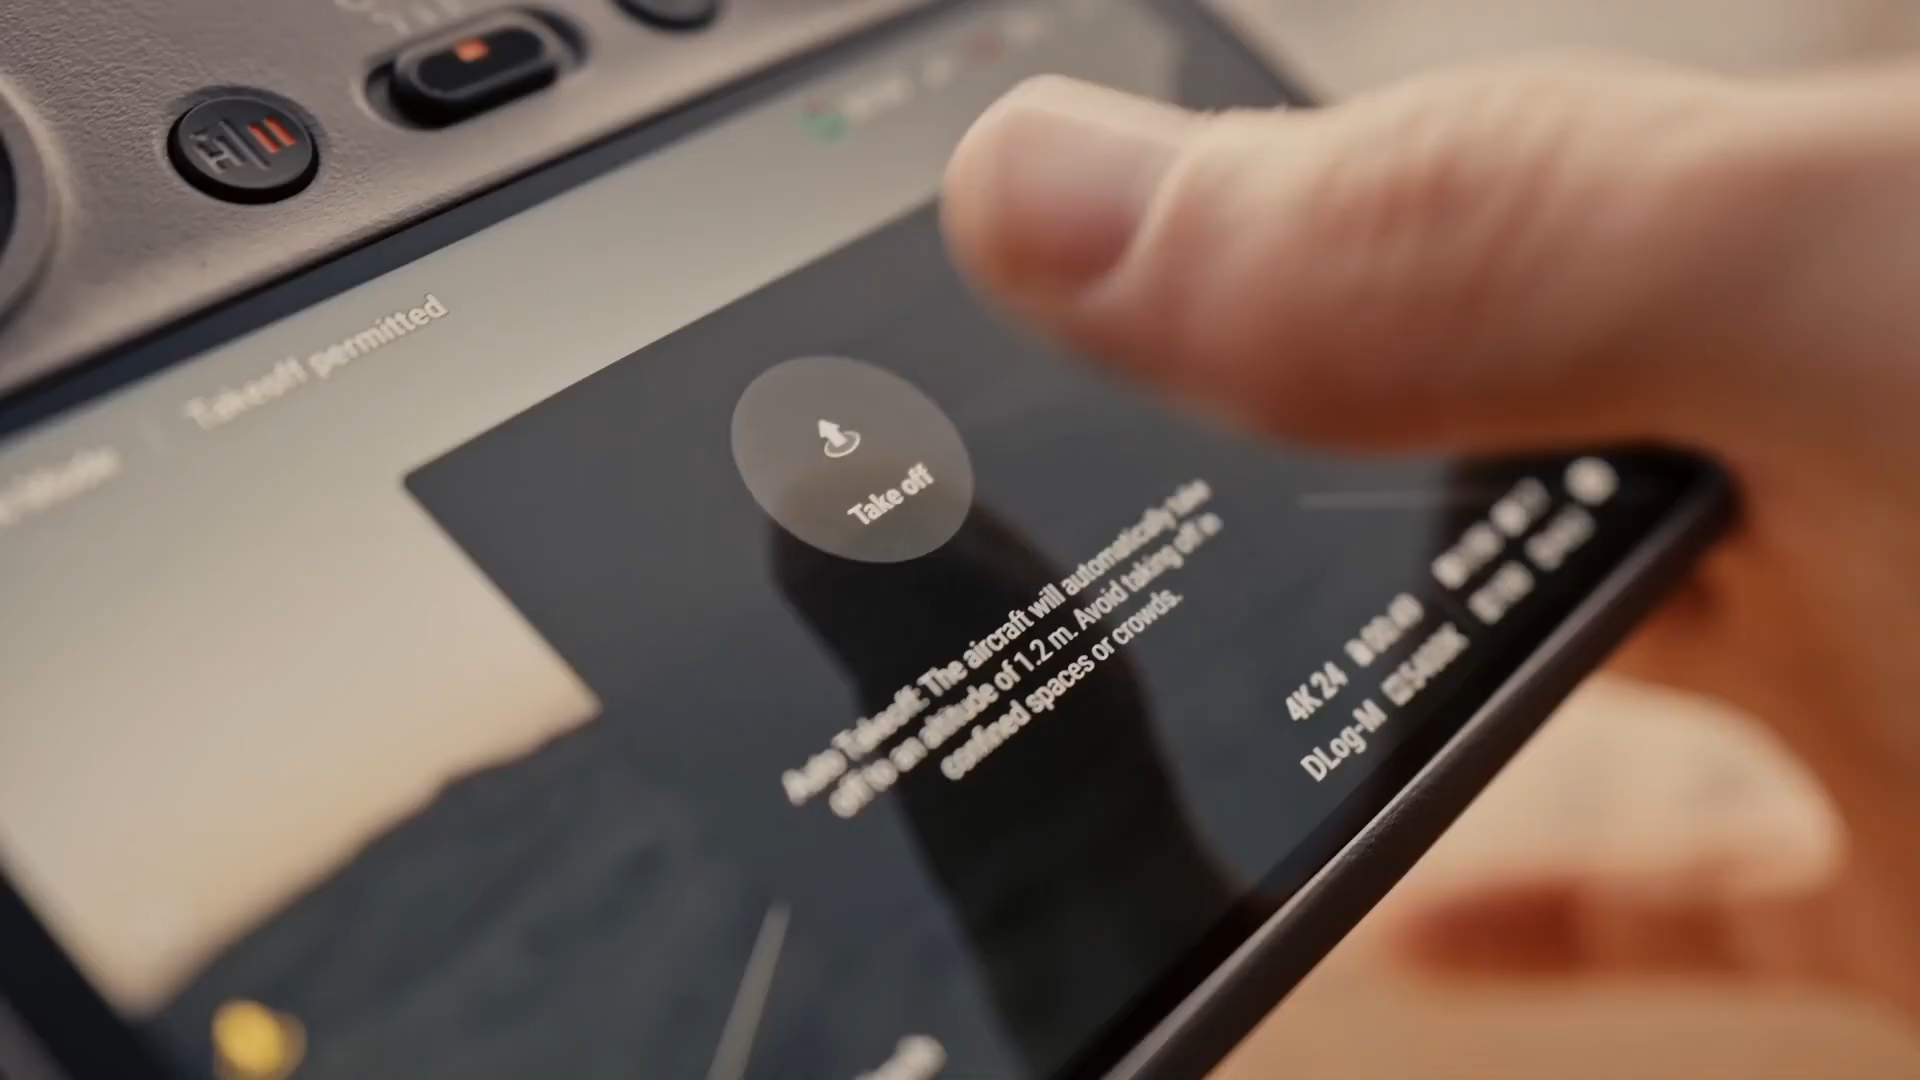 Takeoff permitted
Take off
Auto Takeoff: The aircraft will automatically take
off to an altitude of 1.2 m. Avoid taking off in
confined spaces or crowds.
4K 24
DLog-M 5400K